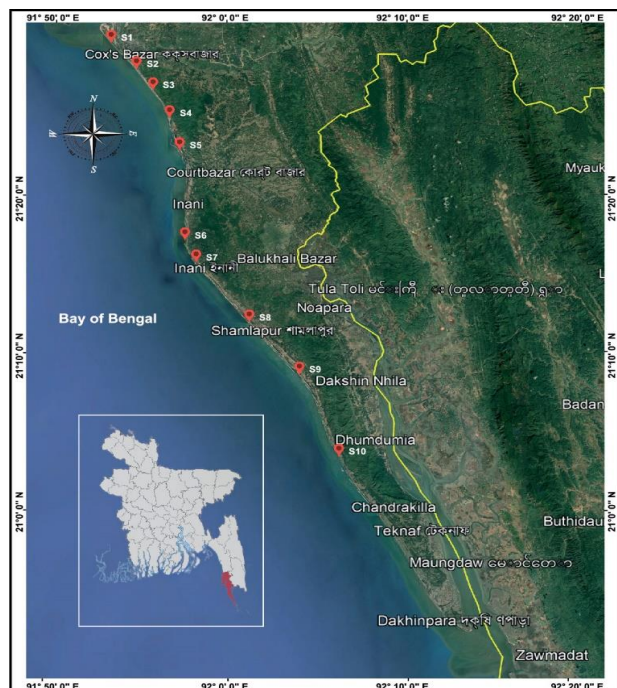 91°50'0"E 92°0'0"E 92°10'0"E 92°20'0"E
S1
Cox's Bazar কক্সবাজার
S2
S3
S4
N
W E
S
S5
Courtbazar কোর্ট বাজার
Myauk
21°20'0"N 21°20'0"N
Inani
S6
S7
Balukhali Bazar
Inani ইনানী
Tula Toli
Noapara
S8
Bay of Bengal
Shamlapur শামলাপুর
21°10'0"N 21°10'0"N
S9
Dakshin Nhila
Badan
Dhumdumia
S10
Chandrakilla
21°0'0"N 21°0'0"N
Buthidau
Teknaf টেকনাফ
Maungdaw
Dakhinpara
Zawmadat
91°50'0"E 92°0'0"E 92°10'0"E 92°20'0"E